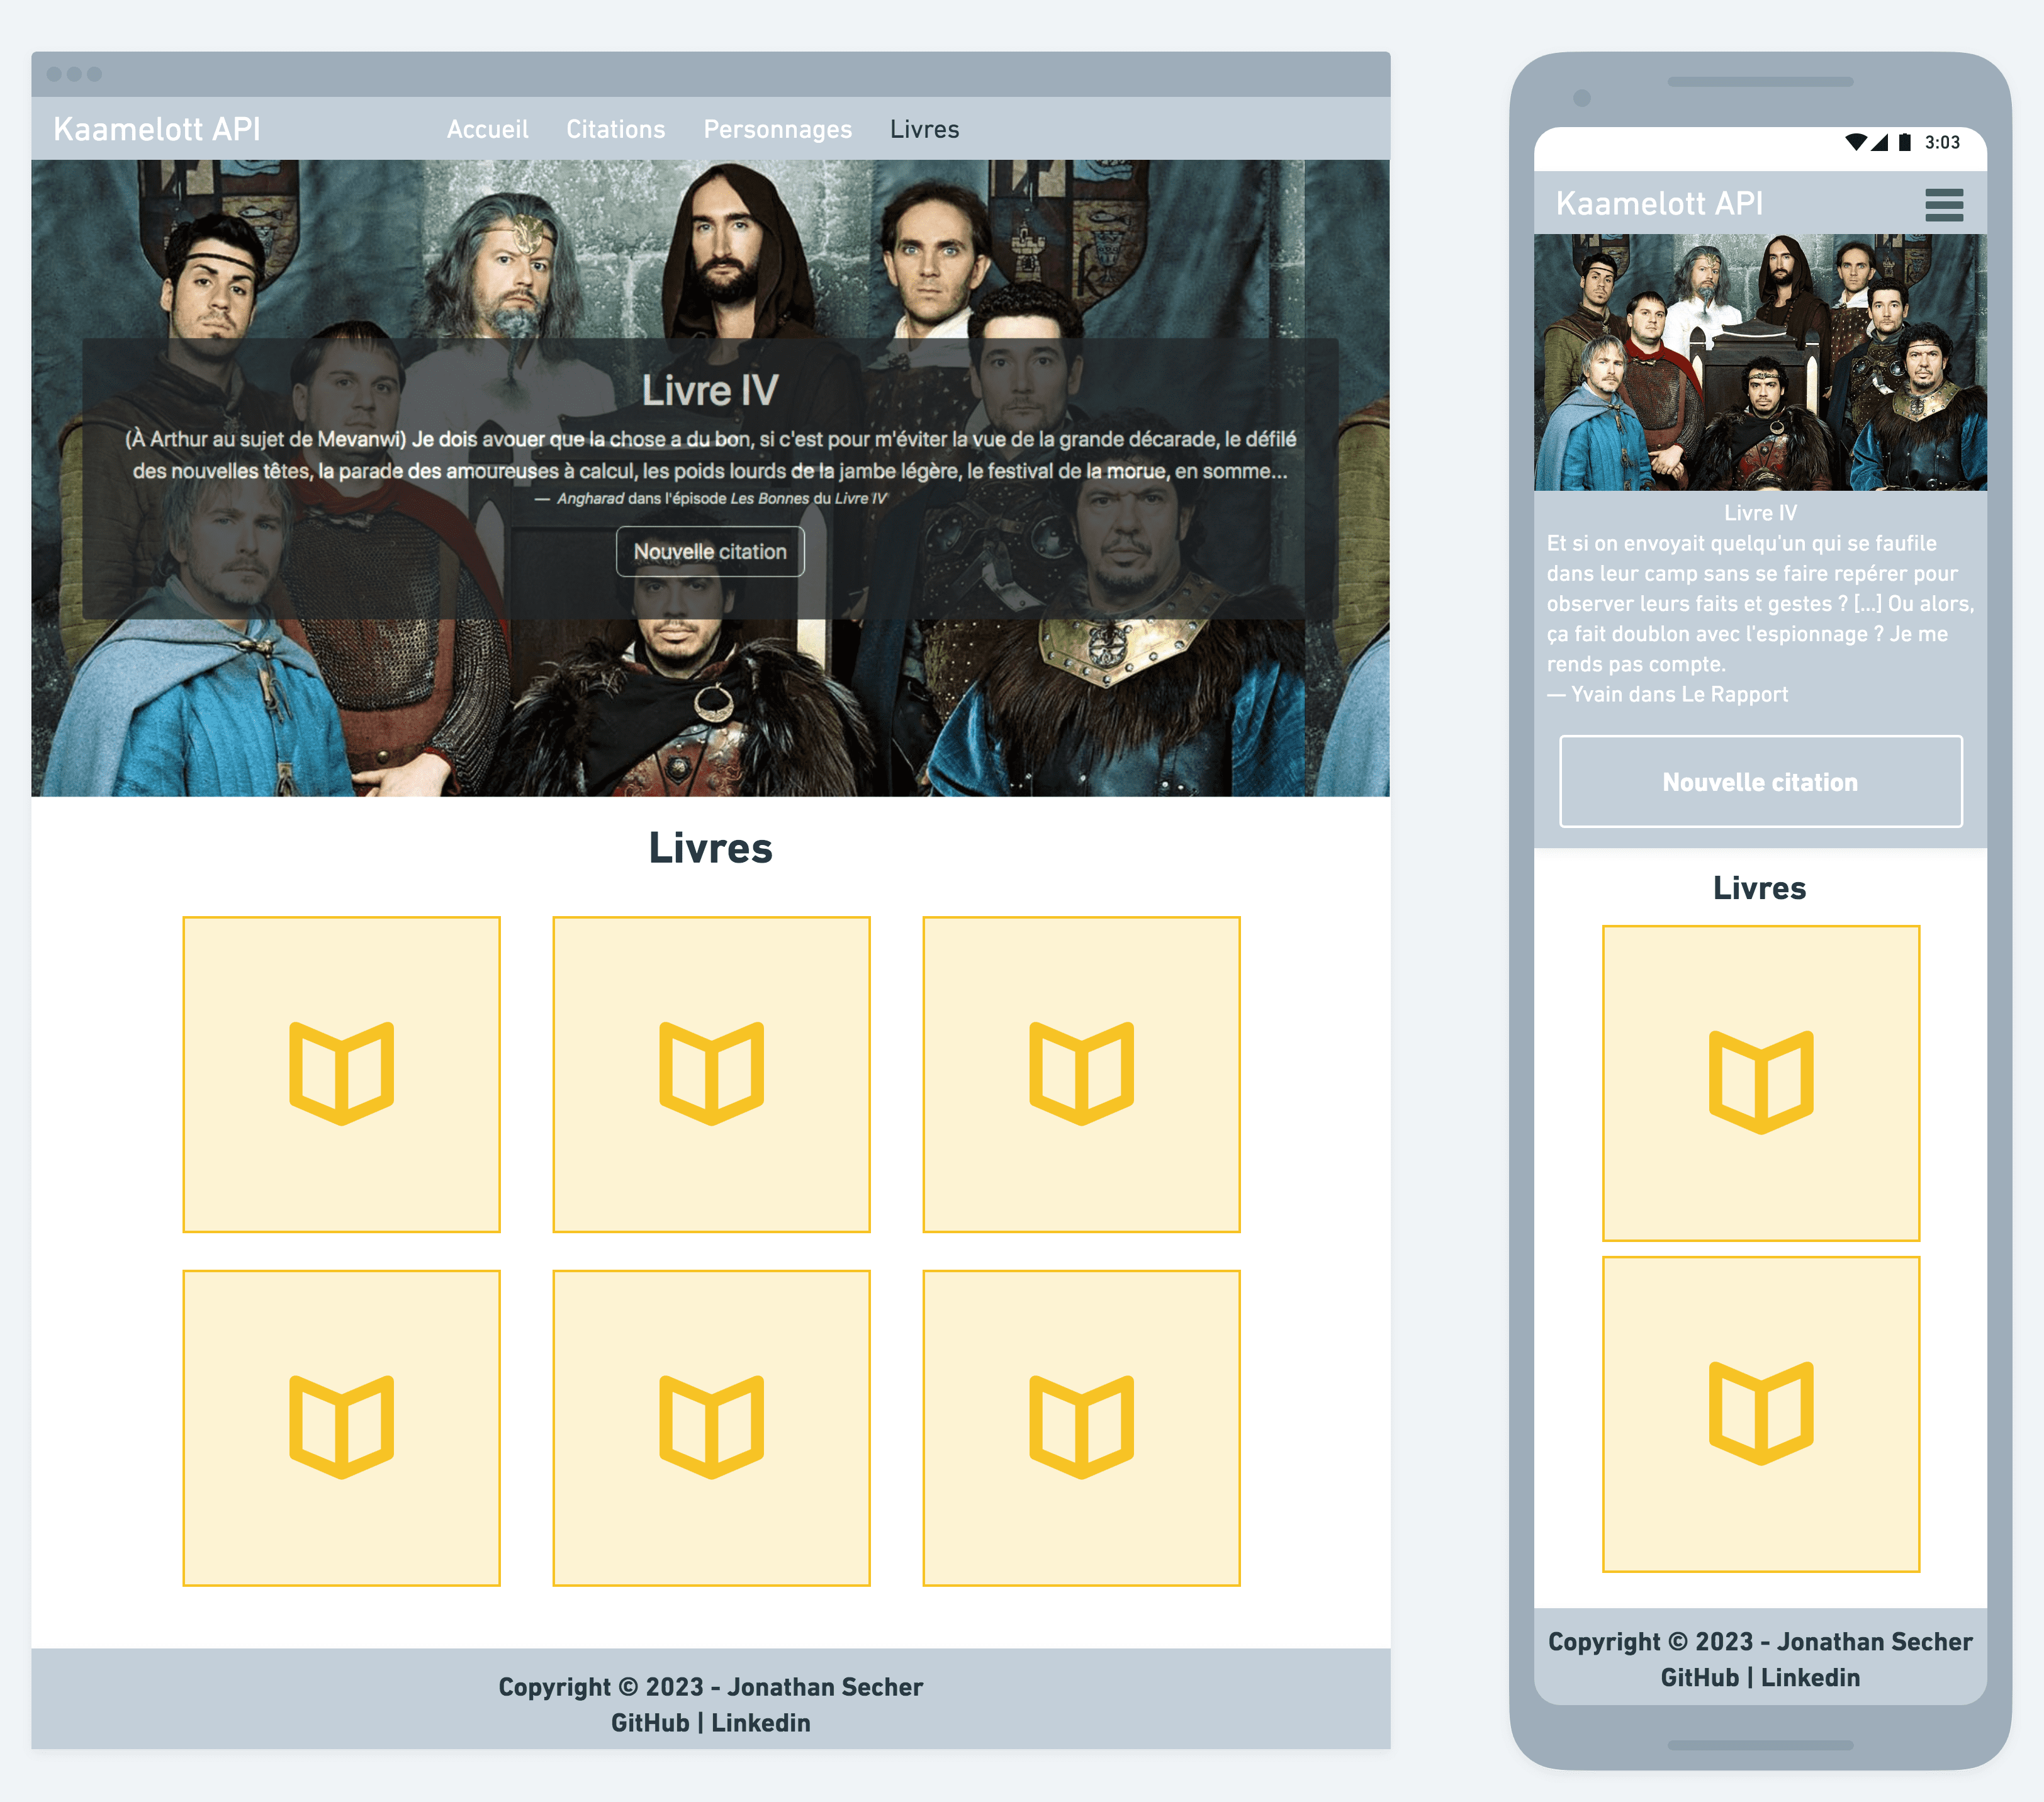 Kaamelott API
Accueil
Citations
Personnages
Livres
Livre IV
(À Arthur au sujet de Mevanwi) Je dois avouer que la chose a du bon, si c'est pour m'éviter la vue de la grande décarade, le défilé
des nouvelles têtes, la parade des amoureuses à calcul, les poids lourds de la jambe légère, le festival de la morue, en somme...
— Angharad dans l'épisode Les Bonnes du Livre IV
Nouvelle citation
Livres
Copyright © 2023 - Jonathan Secher
GitHub | Linkedin
3:03
Kaamelott API
Livre IV
Et si on envoyait quelqu'un qui se faufile
dans leur camp sans se faire repérer pour
observer leurs faits et gestes ? [...] Ou alors,
ça fait doublon avec l'espionnage ? Je me
rends pas compte.
— Yvain dans Le Rapport
Nouvelle citation
Livres
Copyright © 2023 - Jonathan Secher
GitHub | Linkedin